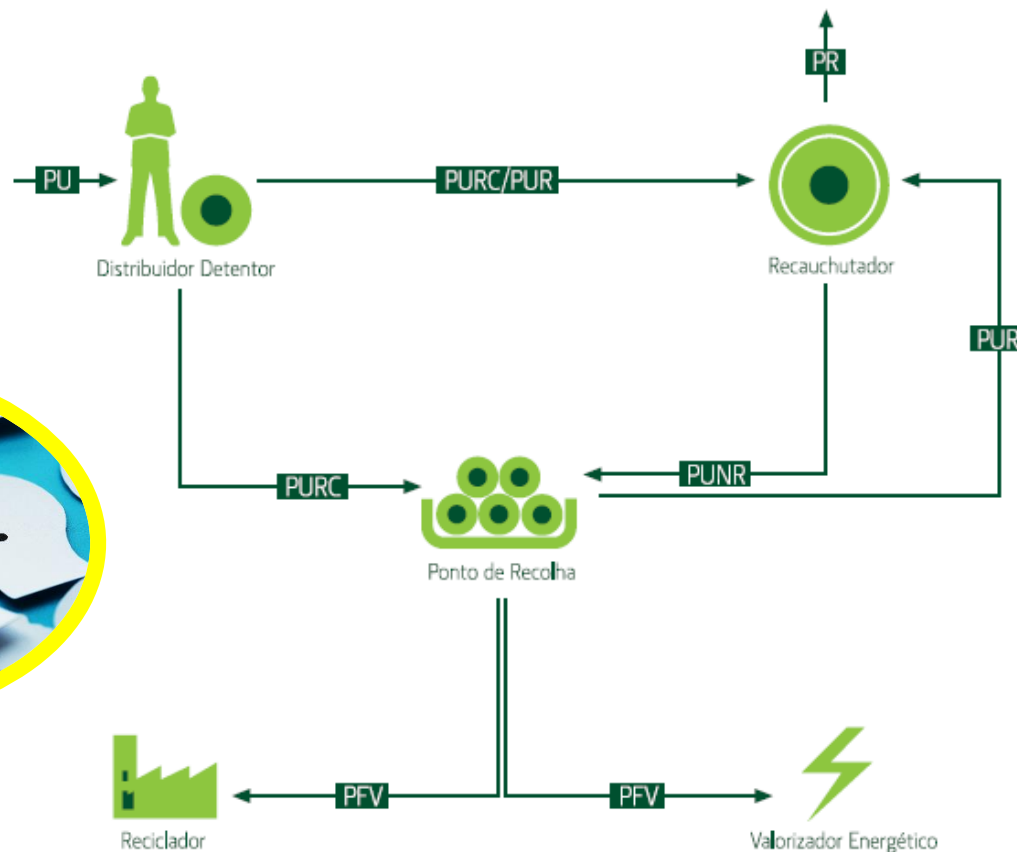 PR
PU
PURC/PUR
Distribuidor Detentor
Recauchutador
PUR
PURC
PUNR
Ponto de Recolha
PFV
PFV
Reciclador
Valorizador Energético